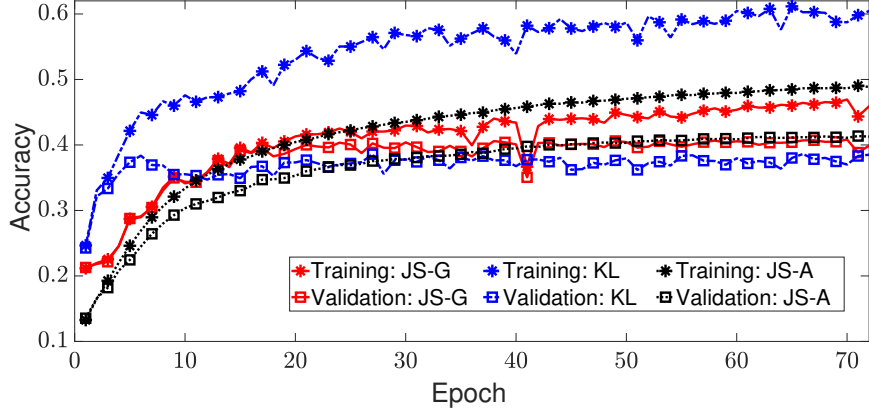 0.6
0.5
0.4
0.3
0.2
0.1
Accuracy
Training: JS-G Training: KL Training: JS-A
Validation: JS-G Validation: KL Validation: JS-A
0 10 20 30 40 50 60 70
Epoch